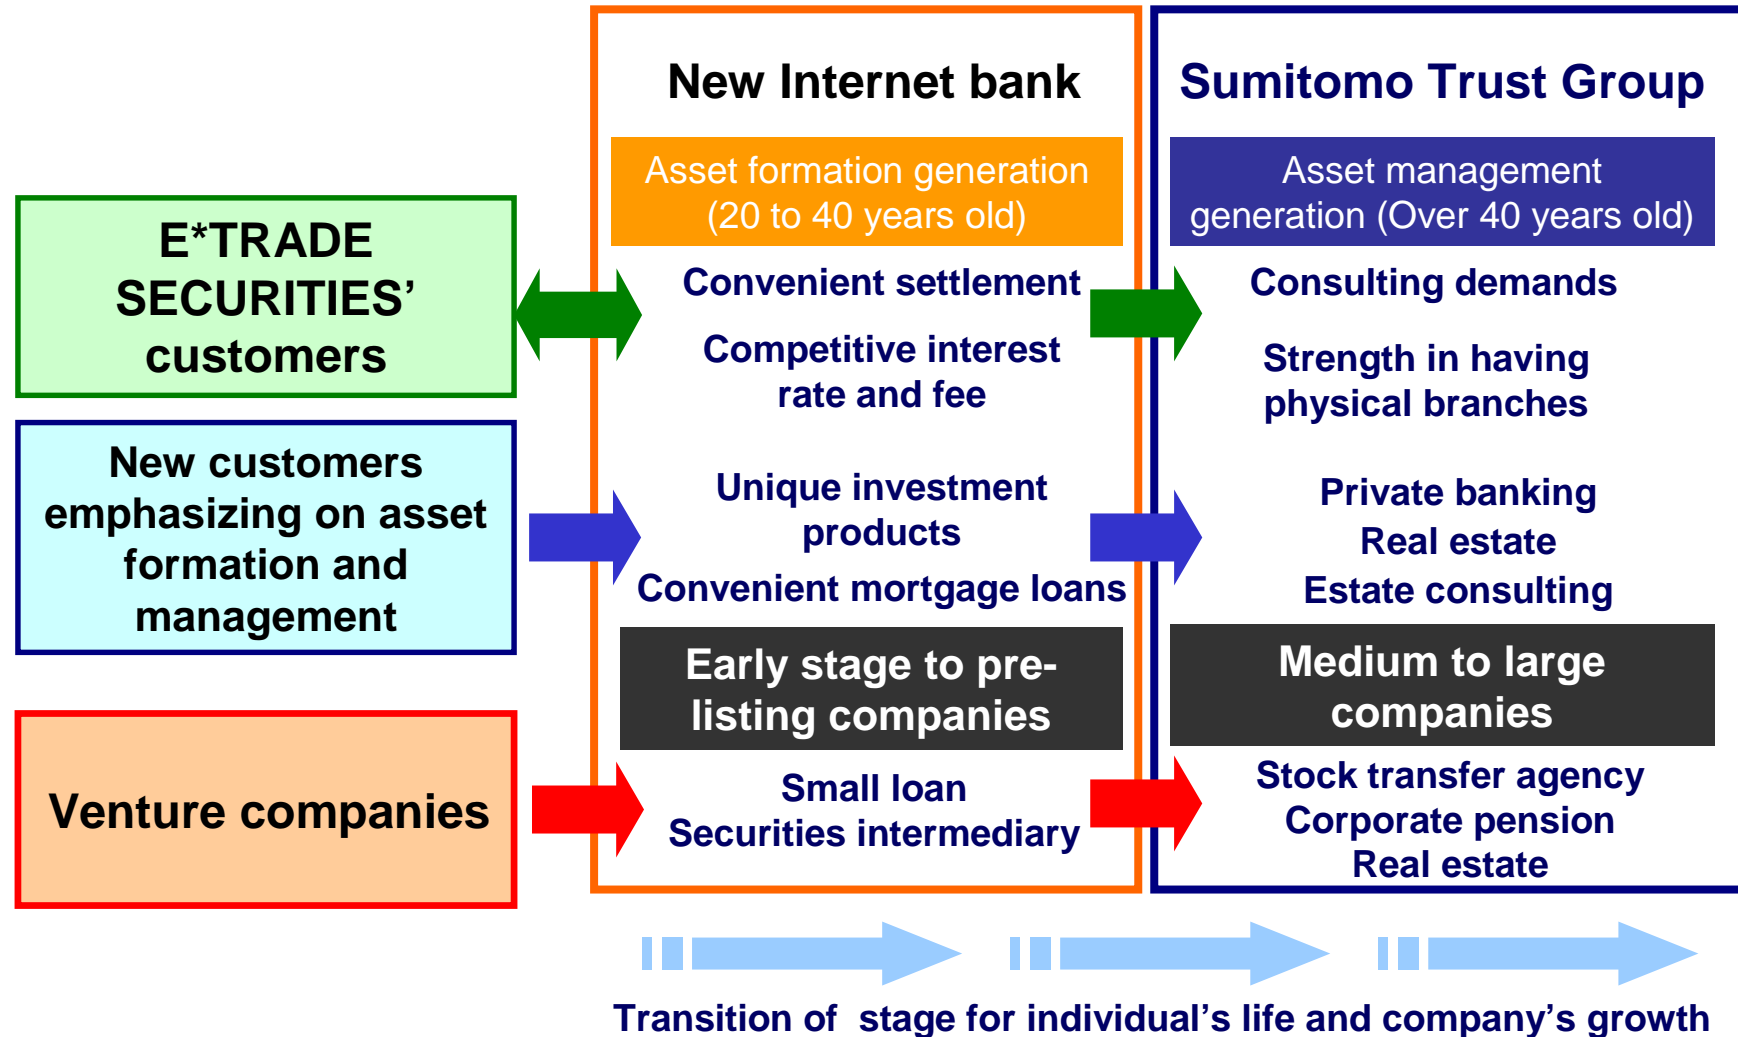 E*TRADE
SECURITIES’
customers
New customers
emphasizing on asset
formation and
management
Venture companies
New Internet bank
Asset formation generation
(20 to 40 years old)
Convenient settlement
Competitive interest
rate and fee
Unique investment
products
Convenient mortgage loans
Early stage to pre-
listing companies
Small loan
Securities intermediary
Sumitomo Trust Group
Asset management
generation (Over 40 years old)
Consulting demands
Strength in having
physical branches
Private banking
Real estate
Estate consulting
Medium to large
companies
Stock transfer agency
Corporate pension
Real estate
Transition of  stage for individual’s life and company’s growth